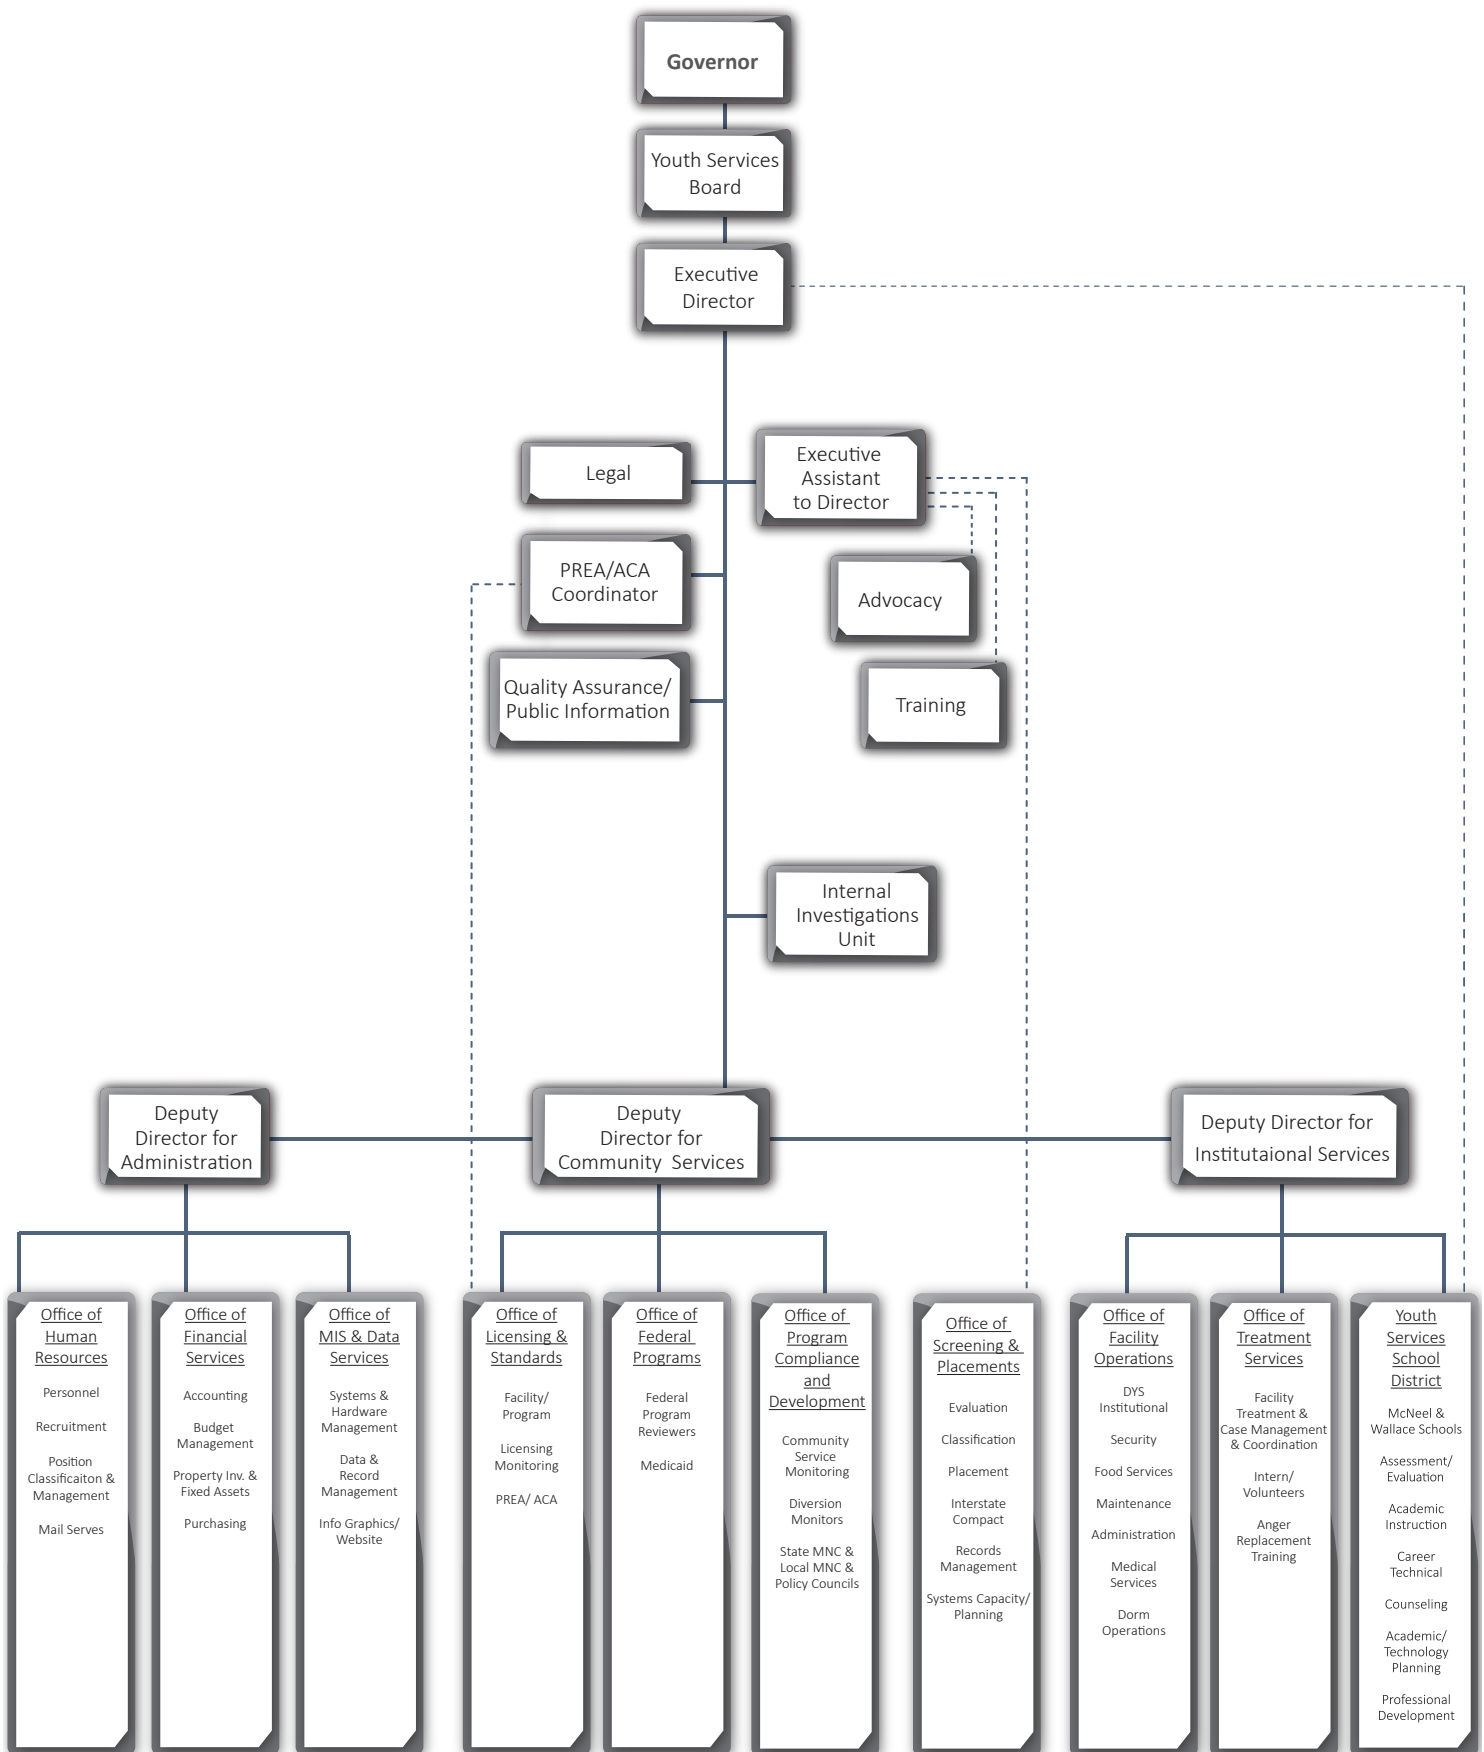 Governor
Youth Services
Board
Executive
Director
Legal
Executive
Assistant
to Director
PREA/ACA
Coordinator
Advocacy
Quality Assurance/
Public Information
Training
Internal
Investigations
Unit
Deputy
Director for
Administration
Deputy
Director for
Community Services
Deputy Director for
Institutaional Services
Office of
Human
Resources
Personnel
Recruitment
Position
Classificaiton &
Management
Mail Serves
Office of
Financial
Services
Accounting
Budget
Management
Property Inv. &
Fixed Assets
Purchasing
Office of
MIS & Data
Services
Systems &
Hardware
Management
Data &
Record
Management
Info Graphics/
Website
Office of
Licensing &
Standards
Facility/
Program
Licensing
Monitoring
PREA/ ACA
Office of
Federal
Programs
Federal
Program
Reviewers
Medicaid
Office of
Program
Compliance
and
Development
Community
Service
Monitoring
Diversion
Monitors
State MNC &
Local MNC &
Policy Councils
Office of
Screening &
Placements
Evaluation
Classification
Placement
Interstate
Compact
Records
Management
Systems Capacity/
Planning
Office of
Facility
Operations
DYS
Institutional
Security
Food Services
Maintenance
Administration
Medical
Services
Dorm
Operations
Office of
Treatment
Services
Facility
Treatment &
Case Management
& Coordination
Intern/
Volunteers
Anger
Replacement
Training
Youth
Services
School
District
McNeel &
Wallace Schools
Assessment/
Evaluation
Academic
Instruction
Career
Technical
Counseling
Academic/
Technology
Planning
Professional
Development